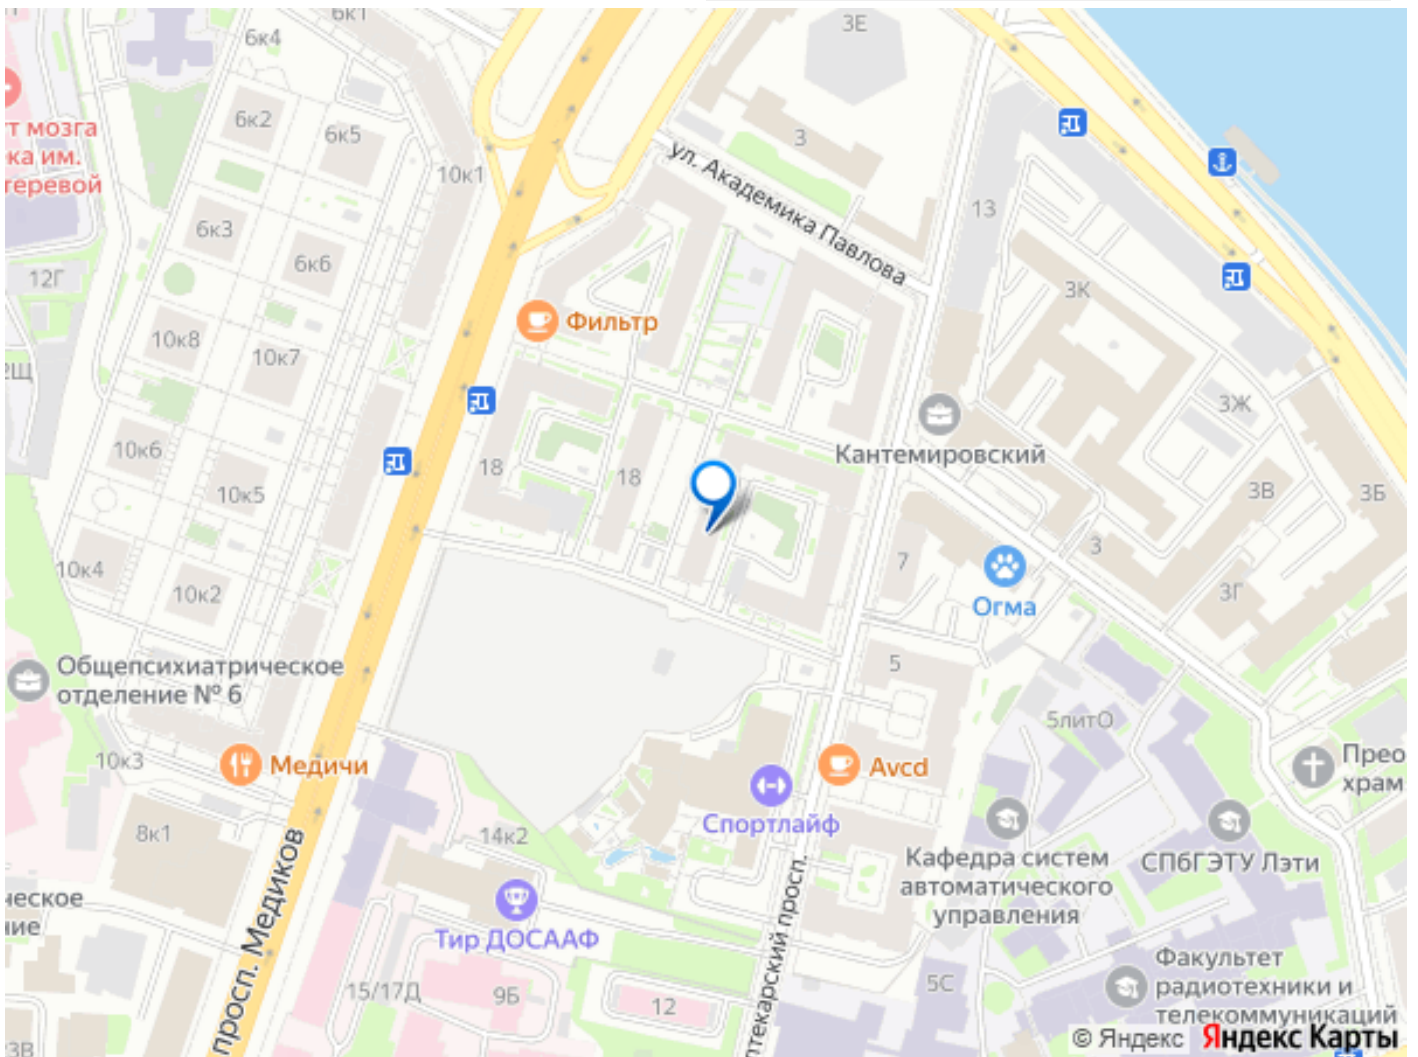 6к1
3Е
6к4
6к2
6к5
3
т мозга
ка им.
теревой
10к1
ул. Академика Павлова
13
6к3
6к6
12Г
3К
Фильтр
10к8
10к7
2Щ
3Ж
10к6
18
18
Кантемировский
10к5
3В
3Б
3
7
10к4
10к2
Огма
3Г
Общепсихиатрическое
отделение № 6
5
5литО
10к3
Медичи
Avcd
Прео
храм
8к1
14к2
Спортлайф
Кафедра систем
автоматического
управления
СПбГЭТУ Лэти
ческое
ние
просп. Медиков
Тир ДОСААФ
птекарский просп.
15/17Д
9Б
12
5С
Факультет
радиотехники и
телекоммуникаций
23В
© Яндекс Яндекс Карты